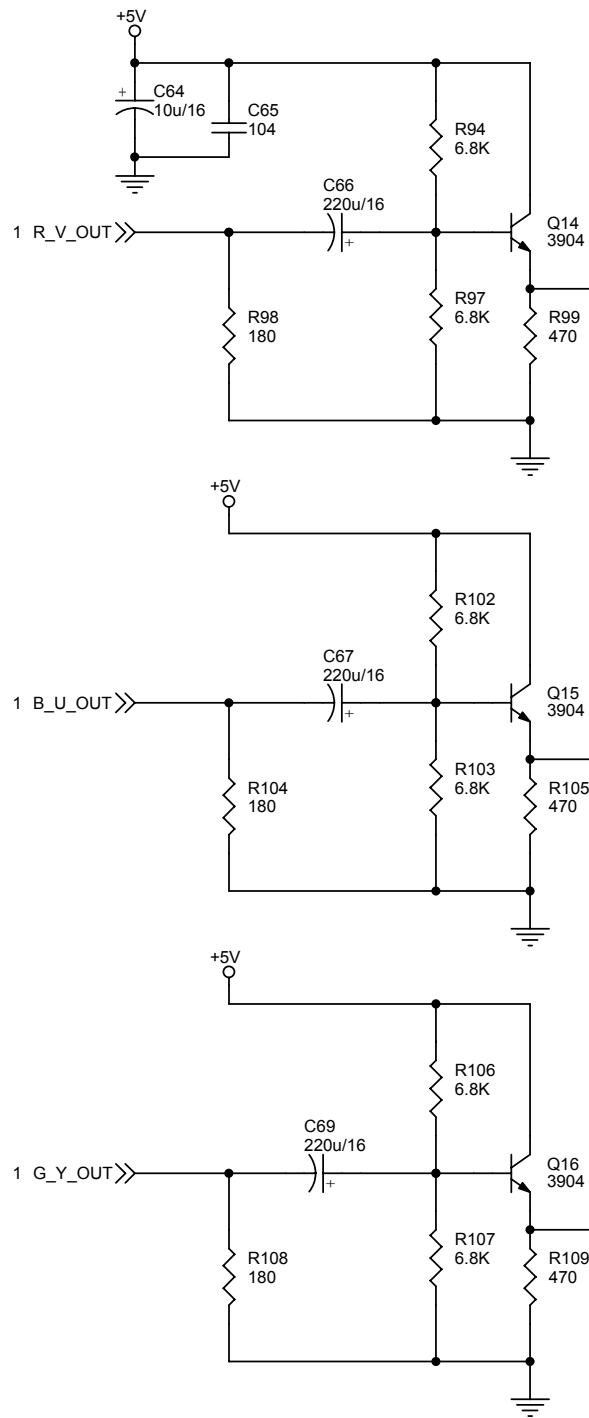 +5V
+
C64
10u/16
C65
104
R94
6.8K
C66
220u/16
+
1 R_V_OUT
Q14
3904
R98
180
R97
6.8K
R99
470
+5V
R102
6.8K
C67
220u/16
+
1 B_U_OUT
Q15
3904
R104
180
R103
6.8K
R105
470
+5V
R106
6.8K
C69
220u/16
+
1 G_Y_OUT
Q16
3904
R108
180
R107
6.8K
R109
470